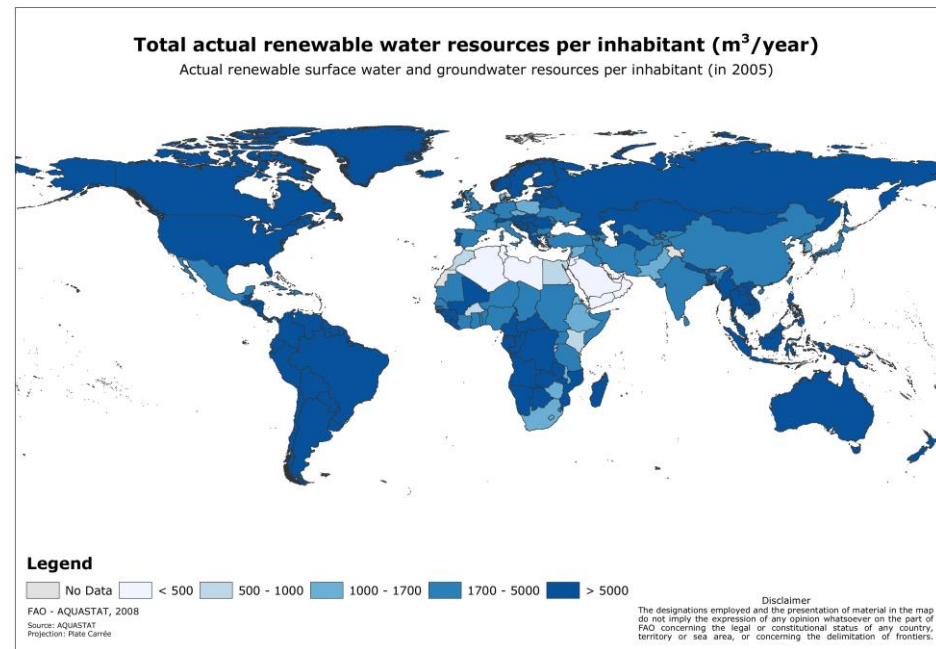 Total actual renewable water resources per inhabitant (m³/year)
Actual renewable surface water and groundwater resources per inhabitant (in 2005)
Legend
No Data
< 500
500 - 1000
1000 - 1700
1700 - 5000
> 5000
FAO - AQUASTAT, 2008
Source: AQUASTAT
Projection: Plate Carrée
Disclaimer
The designations employed and the presentation of material in the map
do not imply the expression of any opinion whatsoever on the part of
FAO concerning the legal or constitutional status of any country,
territory or sea area, or concerning the delimitation of frontiers.